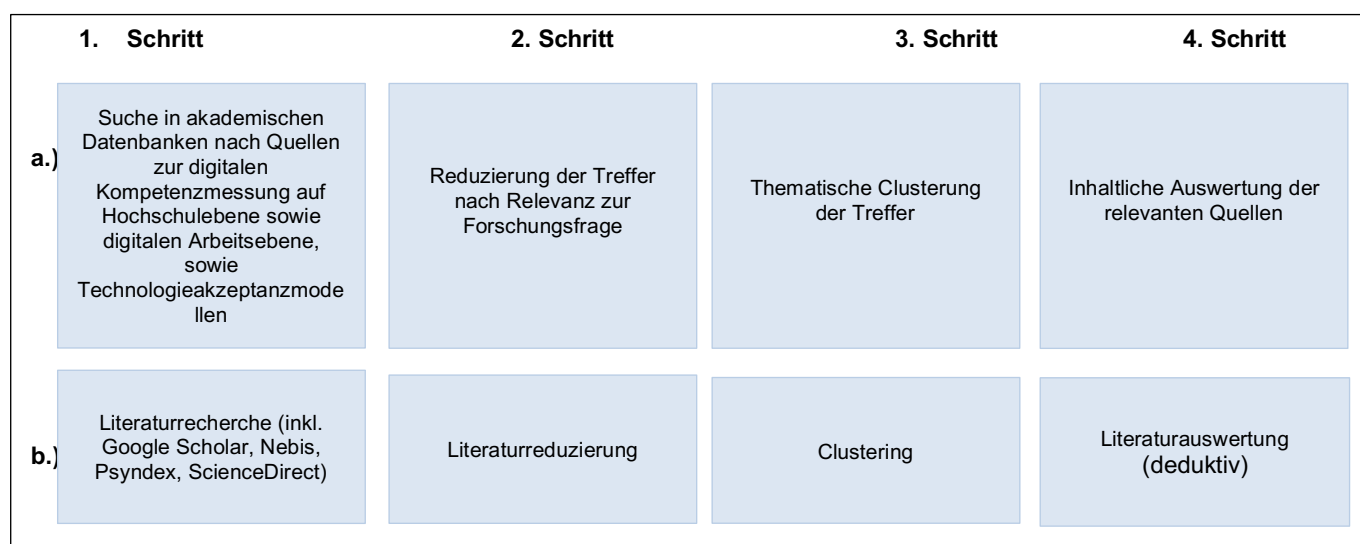 1. Schritt
2. Schritt
3. Schritt
4. Schritt
a.)
Suche in akademischen
Datenbanken nach Quellen
zur digitalen
Kompetenzmessung auf
Hochschulebene sowie
digitalen Arbeitsebene,
sowie
Technologieakzeptanzmode
llen
Reduzierung der Treffer
nach Relevanz zur
Forschungsfrage
Thematische Clusterung
der Treffer
Inhaltliche Auswertung der
relevanten Quellen
b.)
Literaturrecherche (inkl.
Google Scholar, Nebis,
Psyndex, ScienceDirect)
Literaturreduzierung
Clustering
Literaturauswertung
(deduktiv)